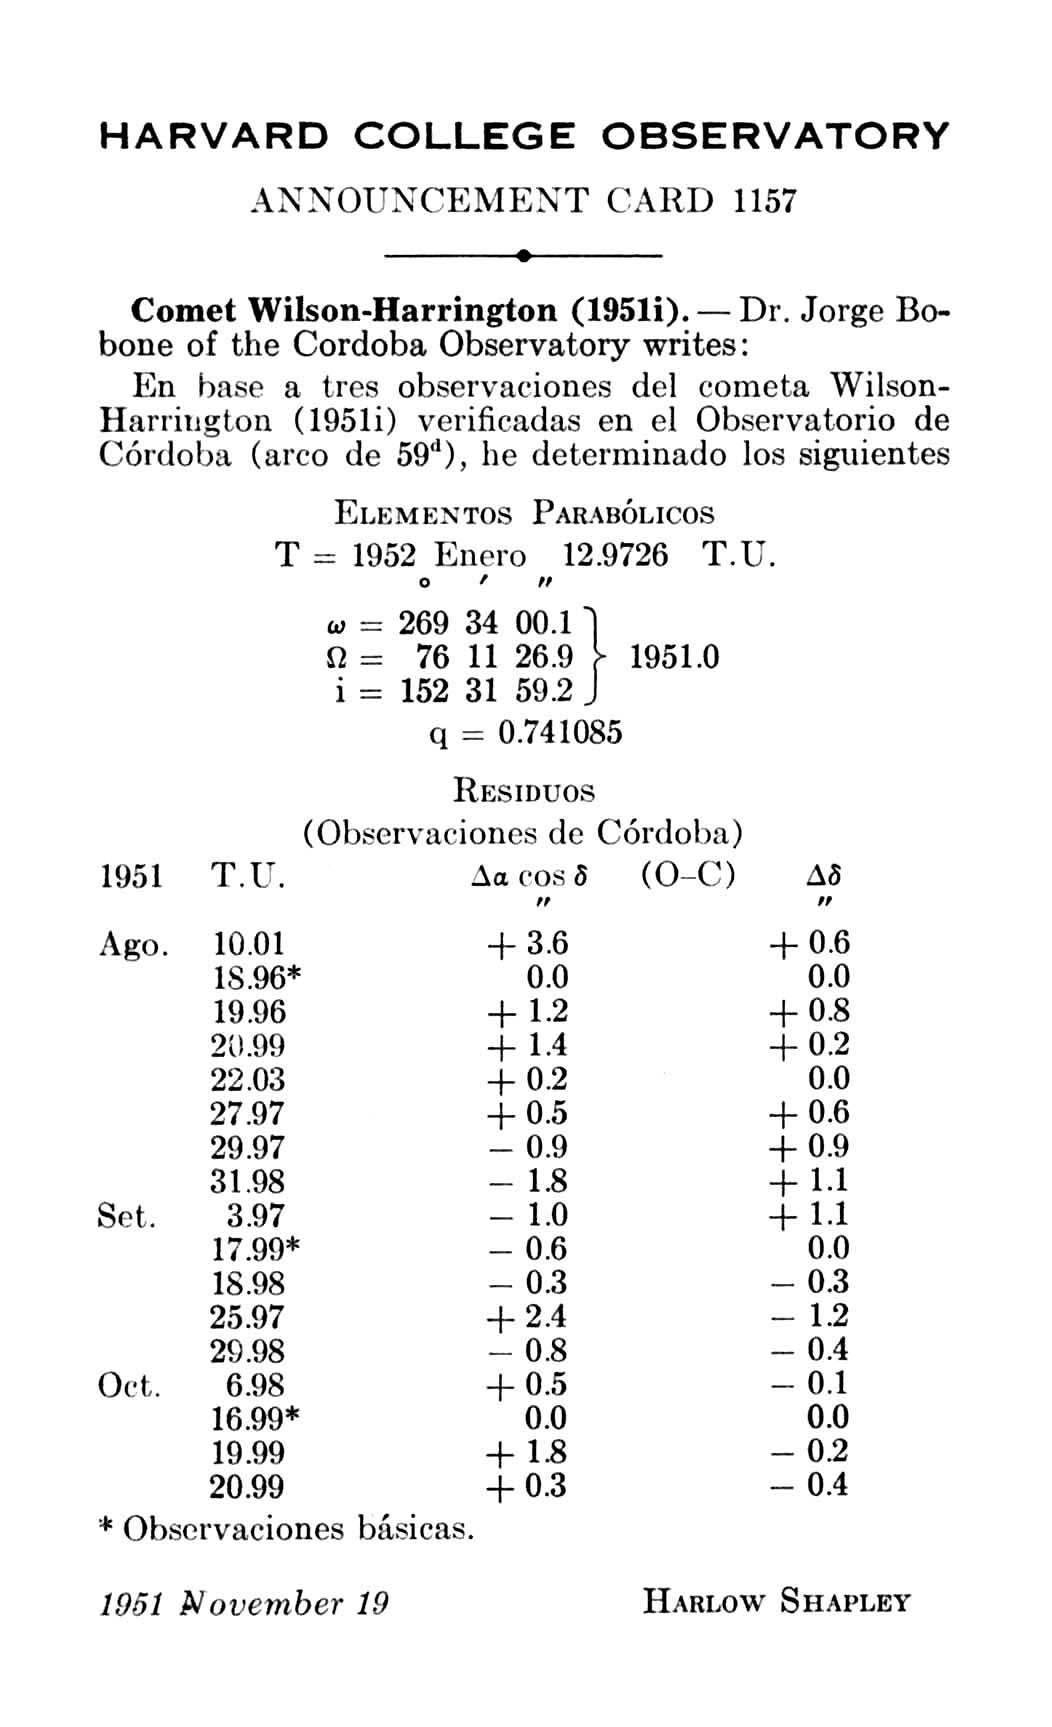 HARVARD COLLEGE OBSERVATORY
ANNOUNCEMENT CARD 1157
Comet Wilson-Harrington (1951i). — Dr. Jorge Bo-
bone of the Cordoba Observatory writes:
En base a tres observaciones del cometa Wilson-
Harrington (1951i) verificadas en el Observatorio de
Córdoba (arco de 59ᵈ), he determinado los siguientes
ELEMENTOS PARABÓLICOS
T = 1952 Enero 12.9726 T.U.
° ′ ″
ω = 269 34 00.1
Ω = 76 11 26.9 } 1951.0
i = 152 31 59.2
q = 0.741085
RESIDUOS
(Observaciones de Córdoba)
1951 T.U. Δα cos δ (O–C) Δδ
″ ″
Ago. 10.01 + 3.6 + 0.6
18.96* 0.0 0.0
19.96 + 1.2 + 0.8
20.99 + 1.4 + 0.2
22.03 + 0.2 0.0
27.97 + 0.5 + 0.6
29.97 – 0.9 + 0.9
31.98 – 1.8 + 1.1
Set. 3.97 – 1.0 + 1.1
17.99* – 0.6 0.0
18.98 – 0.3 – 0.3
25.97 + 2.4 – 1.2
29.98 – 0.8 – 0.4
Oct. 6.98 + 0.5 – 0.1
16.99* 0.0 0.0
19.99 + 1.8 – 0.2
20.99 + 0.3 – 0.4
* Observaciones básicas.
1951 November 19 HARLOW SHAPLEY